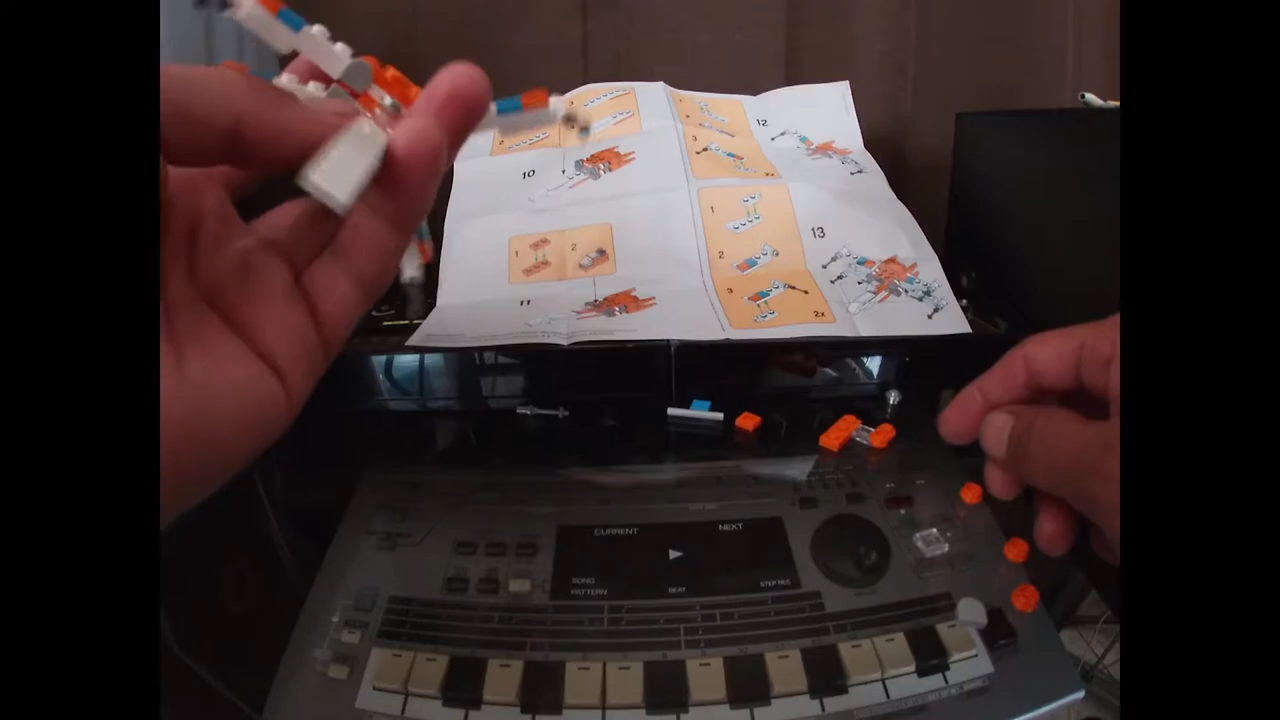 1
2
10
1
2
11
1
3
2x
12
1
2
3
2x
13
CURRENT NEXT
SONG
PATTERN BEAT STEP REC